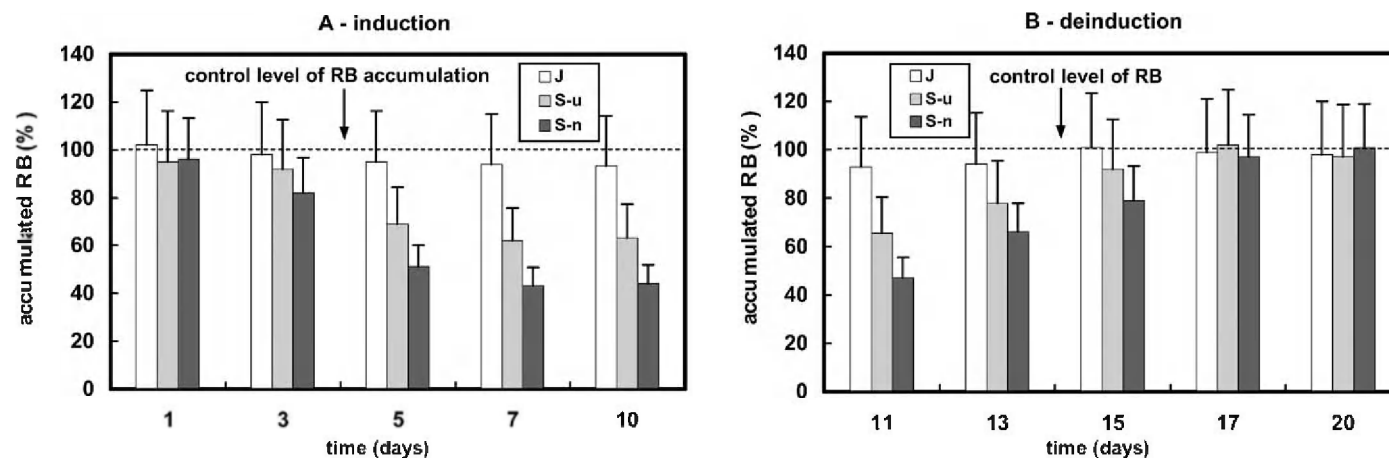 A - induction
140
120
100
80
60
40
20
0
accumulated RB (%)
control level of RB accumulation
J
S-u
S-n
1 3 5 7 10
time (days)
B - deinduction
140
120
100
80
60
40
20
0
accumulated RB (%)
control level of RB
J
S-u
S-n
11 13 15 17 20
time (days)